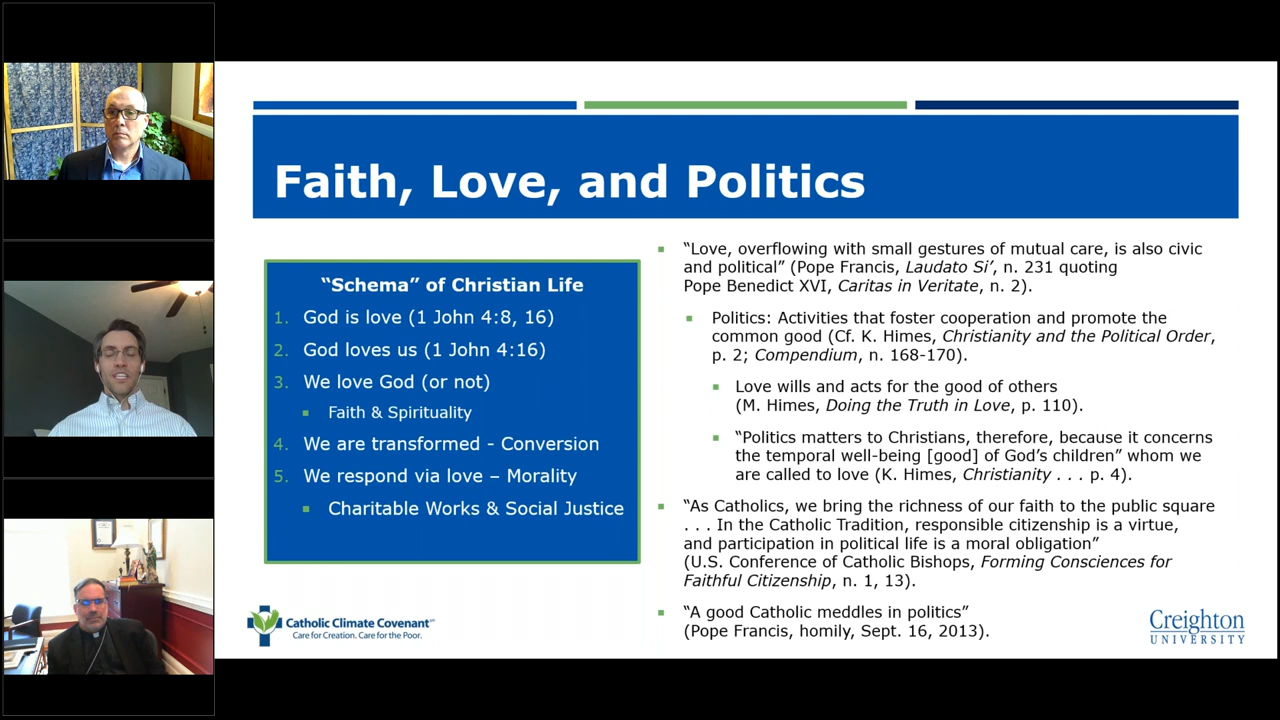 Faith, Love, and Politics
“Schema” of Christian Life
1. God is love (1 John 4:8, 16)
2. God loves us (1 John 4:16)
3. We love God (or not)
▪ Faith & Spirituality
4. We are transformed - Conversion
5. We respond via love – Morality
▪ Charitable Works & Social Justice
▪ “Love, overflowing with small gestures of mutual care, is also civic
and political” (Pope Francis, Laudato Si’, n. 231 quoting
Pope Benedict XVI, Caritas in Veritate, n. 2).
▪ Politics: Activities that foster cooperation and promote the
common good (Cf. K. Himes, Christianity and the Political Order,
p. 2; Compendium, n. 168-170).
▪ Love wills and acts for the good of others
(M. Himes, Doing the Truth in Love, p. 110).
▪ “Politics matters to Christians, therefore, because it concerns
the temporal well-being [good] of God’s children” whom we
are called to love (K. Himes, Christianity . . . p. 4).
▪ “As Catholics, we bring the richness of our faith to the public square
. . . In the Catholic Tradition, responsible citizenship is a virtue,
and participation in political life is a moral obligation”
(U.S. Conference of Catholic Bishops, Forming Consciences for
Faithful Citizenship, n. 1, 13).
▪ “A good Catholic meddles in politics”
(Pope Francis, homily, Sept. 16, 2013).
Catholic Climate Covenant
Care for Creation. Care for the Poor.
Creighton
UNIVERSITY